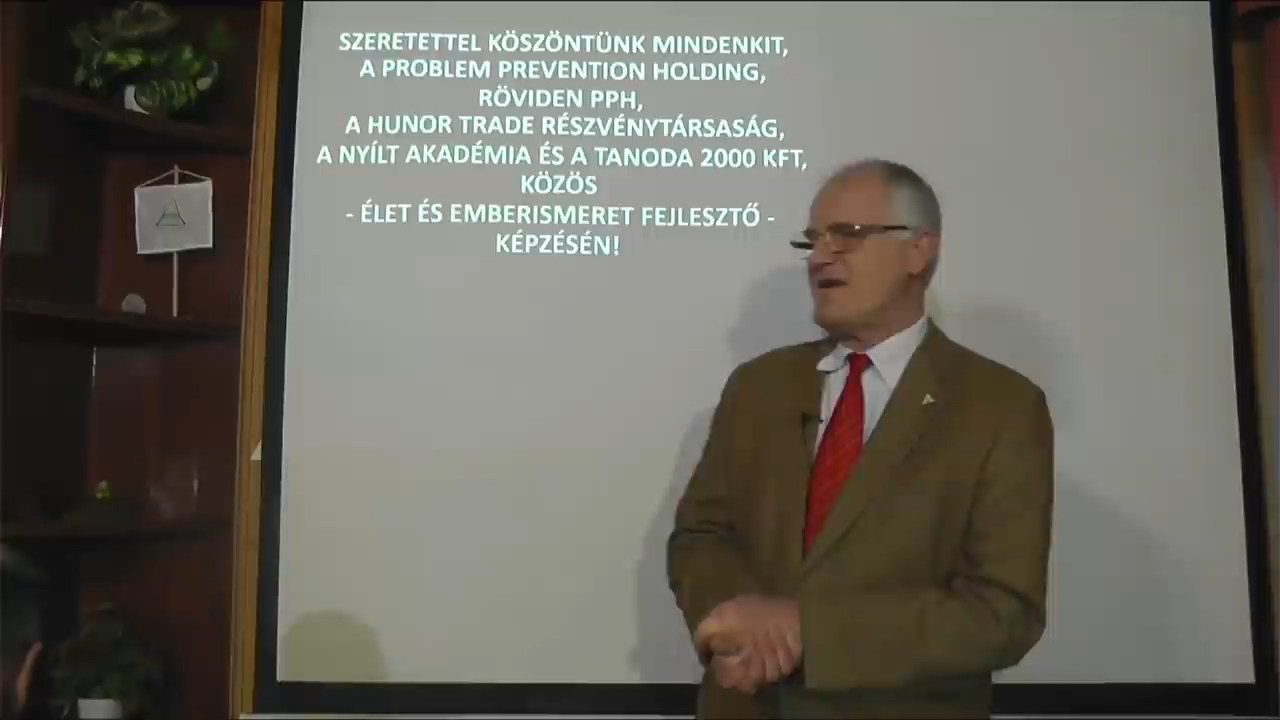 SZERETETTEL KÖSZÖNTÜNK MINDENKIT,
A PROBLEM PREVENTION HOLDING,
RÖVIDEN PPH,
A HUNOR TRADE RÉSZVÉNYTÁRSASÁG,
A NYÍLT AKADÉMIA ÉS A TANODA 2000 KFT,
KÖZÖS
- ÉLET ÉS EMBERISMERET FEJLESZTŐ -
KÉPZÉSÉN!